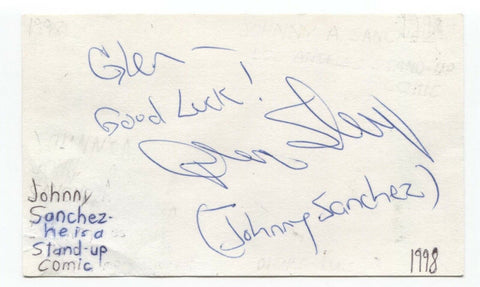 Glen —
Good Luck!
(Johnny Sanchez)
Johnny
Sanchez-
he is a
Stand-up
Comic
1998